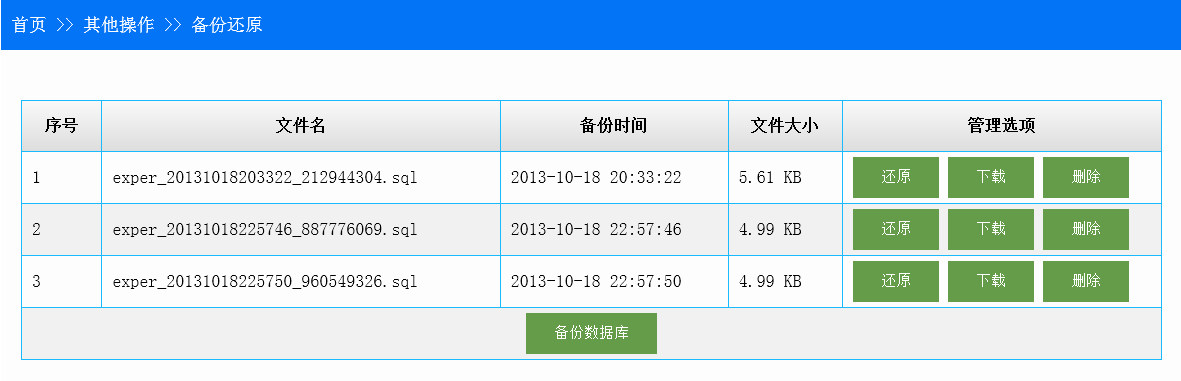 首页 >> 其他操作 >> 备份还原
序号 文件名 备份时间 文件大小 管理选项
1 exper_20131018203322_212944304.sql 2013-10-18 20:33:22 5.61 KB 还原 下载 删除
2 exper_20131018225746_887776069.sql 2013-10-18 22:57:46 4.99 KB 还原 下载 删除
3 exper_20131018225750_960549326.sql 2013-10-18 22:57:50 4.99 KB 还原 下载 删除
备份数据库